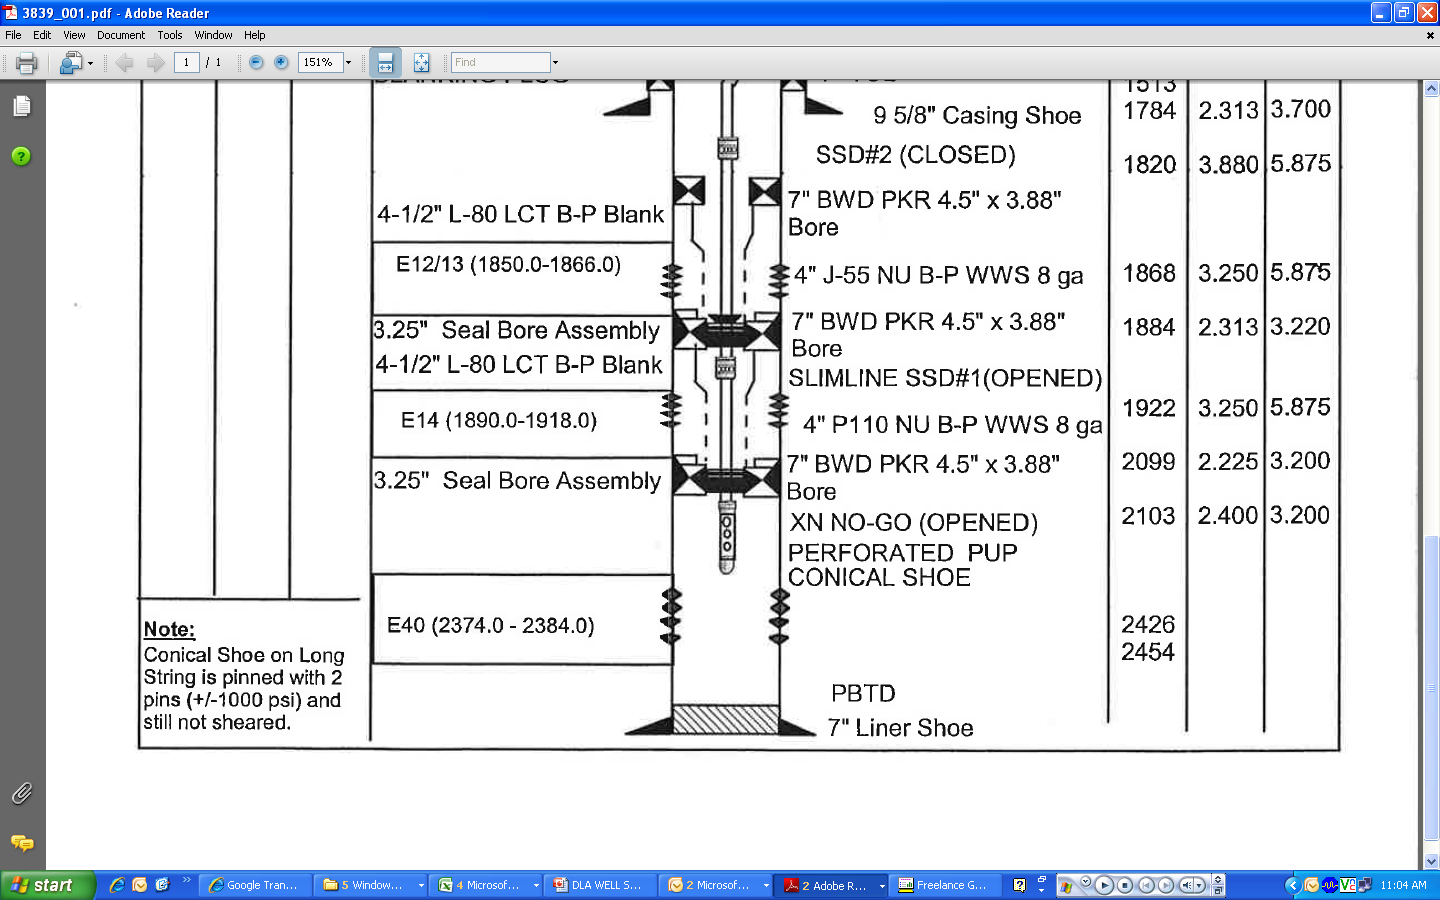 3839_001.pdf - Adobe Reader
File Edit View Document Tools Window Help
1 / 1 151% Find
1513
9 5/8" Casing Shoe 1784 2.313 3.700
SSD#2 (CLOSED) 1820 3.880 5.875
4-1/2" L-80 LCT B-P Blank
7" BWD PKR 4.5" x 3.88"
Bore
E12/13 (1850.0-1866.0)
4" J-55 NU B-P WWS 8 ga 1868 3.250 5.875
3.25" Seal Bore Assembly
7" BWD PKR 4.5" x 3.88" 1884 2.313 3.220
Bore
4-1/2" L-80 LCT B-P Blank
SLIMLINE SSD#1(OPENED)
1922 3.250 5.875
E14 (1890.0-1918.0)
4" P110 NU B-P WWS 8 ga
7" BWD PKR 4.5" x 3.88" 2099 2.225 3.200
Bore
3.25" Seal Bore Assembly
XN NO-GO (OPENED) 2103 2.400 3.200
PERFORATED PUP
CONICAL SHOE
E40 (2374.0 - 2384.0)
2426
2454
Note:
Conical Shoe on Long
String is pinned with 2
pins (+/-1000 psi) and
still not sheared.
PBTD
7" Liner Shoe
start Google Tran... 5 Window... 4 Microsof... DLA WELL S... 2 Microsof... 2 Adobe R... Freelance G... 11:04 AM